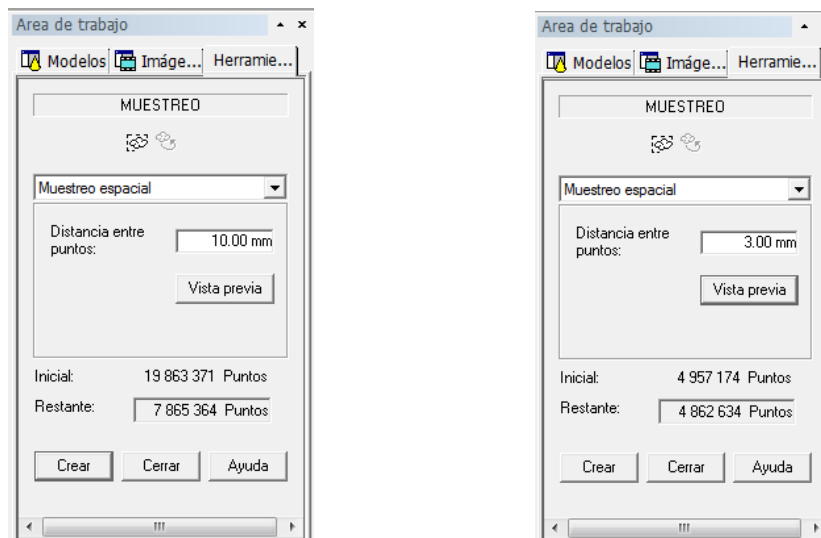 Area de trabajo
Modelos Imáge... Herramie...
MUESTREO
Muestreo espacial
Distancia entre
puntos:
10.00 mm
Vista previa
Inicial: 19 863 371 Puntos
Restante: 7 865 364 Puntos
Crear Cerrar Ayuda
Area de trabajo
Modelos Imáge... Herramie...
MUESTREO
Muestreo espacial
Distancia entre
puntos:
3.00 mm
Vista previa
Inicial: 4 957 174 Puntos
Restante: 4 862 634 Puntos
Crear Cerrar Ayuda